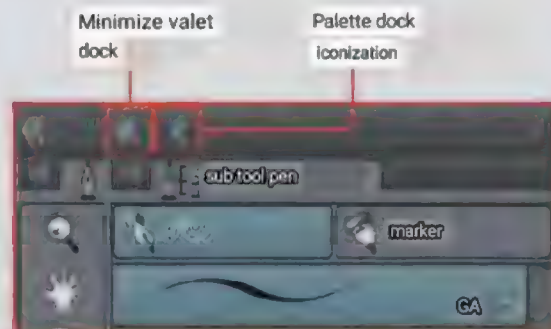 Minimize valet
dock
Palette dock
iconization
sub tool pen
marker
GA